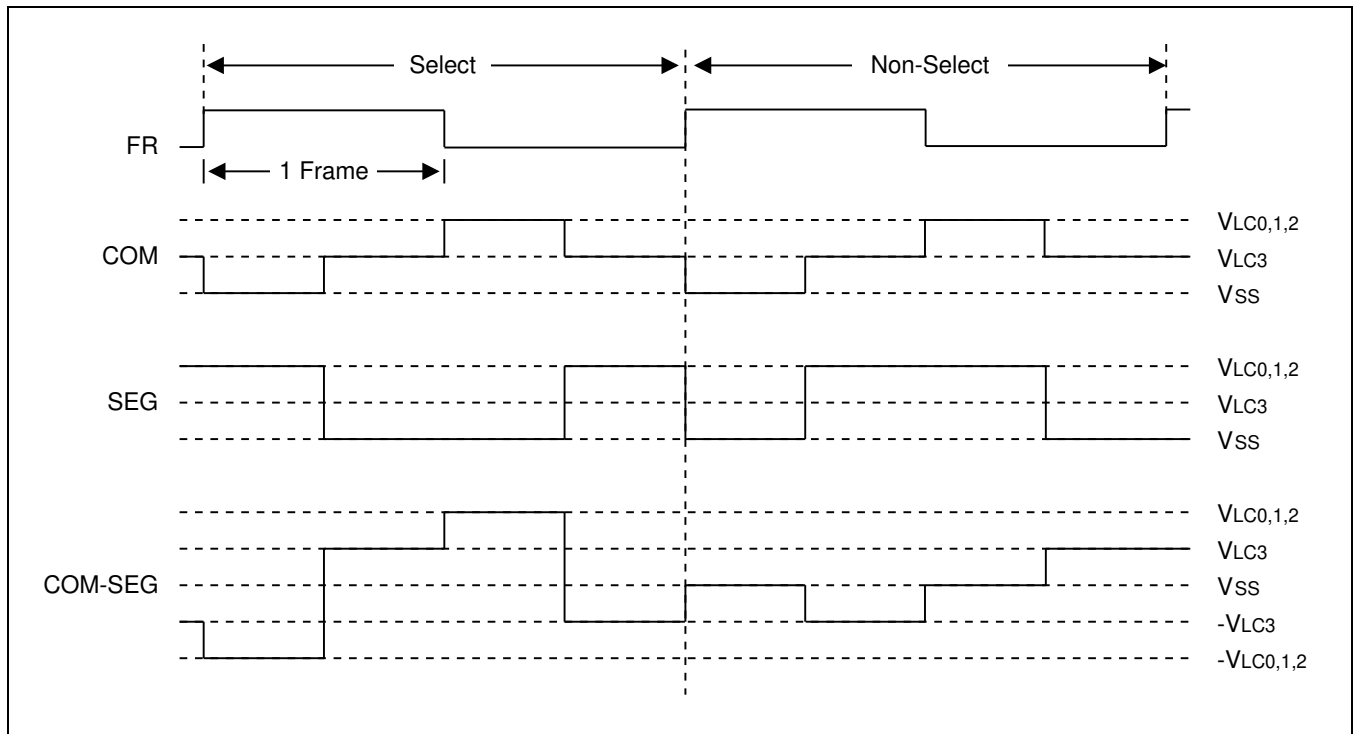 Select
Non-Select
FR
1 Frame
COM
VLC0,1,2
VLC3
VSS
SEG
VLC0,1,2
VLC3
VSS
COM-SEG
VLC0,1,2
VLC3
VSS
-VLC3
-VLC0,1,2